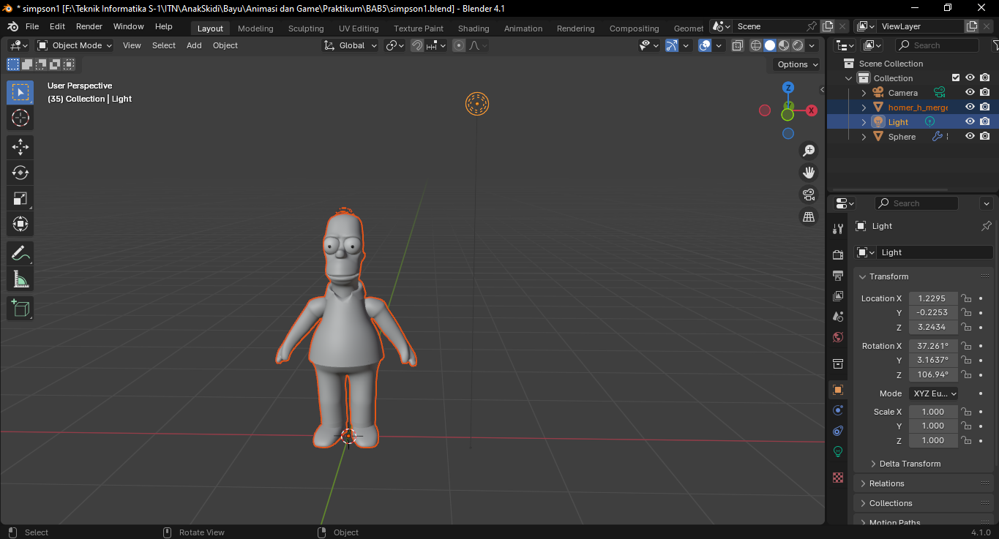 * simpson1 [F:\Teknik Informatika S-1\ITN\AnakSkidi\Bayu\Animasi dan Game\Praktikum\BAB5\simpson1.blend] - Blender 4.1
File Edit Render Window Help Layout Modeling Sculpting UV Editing Texture Paint Shading Animation Rendering Compositing Geomet Scene ViewLayer
Object Mode View Select Add Object Global Search
Options
User Perspective
(35) Collection | Light
Z
Y
X
Scene Collection
Collection
Camera
homer_h_merge
Light
Sphere
Search
Light
Light
Transform
Location X 1.2295
Y -0.2253
Z 3.2434
Rotation X 37.261°
Y 3.1637°
Z 106.94°
Mode XYZ Eu...
Scale X 1.000
Y 1.000
Z 1.000
Delta Transform
Relations
Collections
Motion Paths
Select Rotate View Object 4.1.0